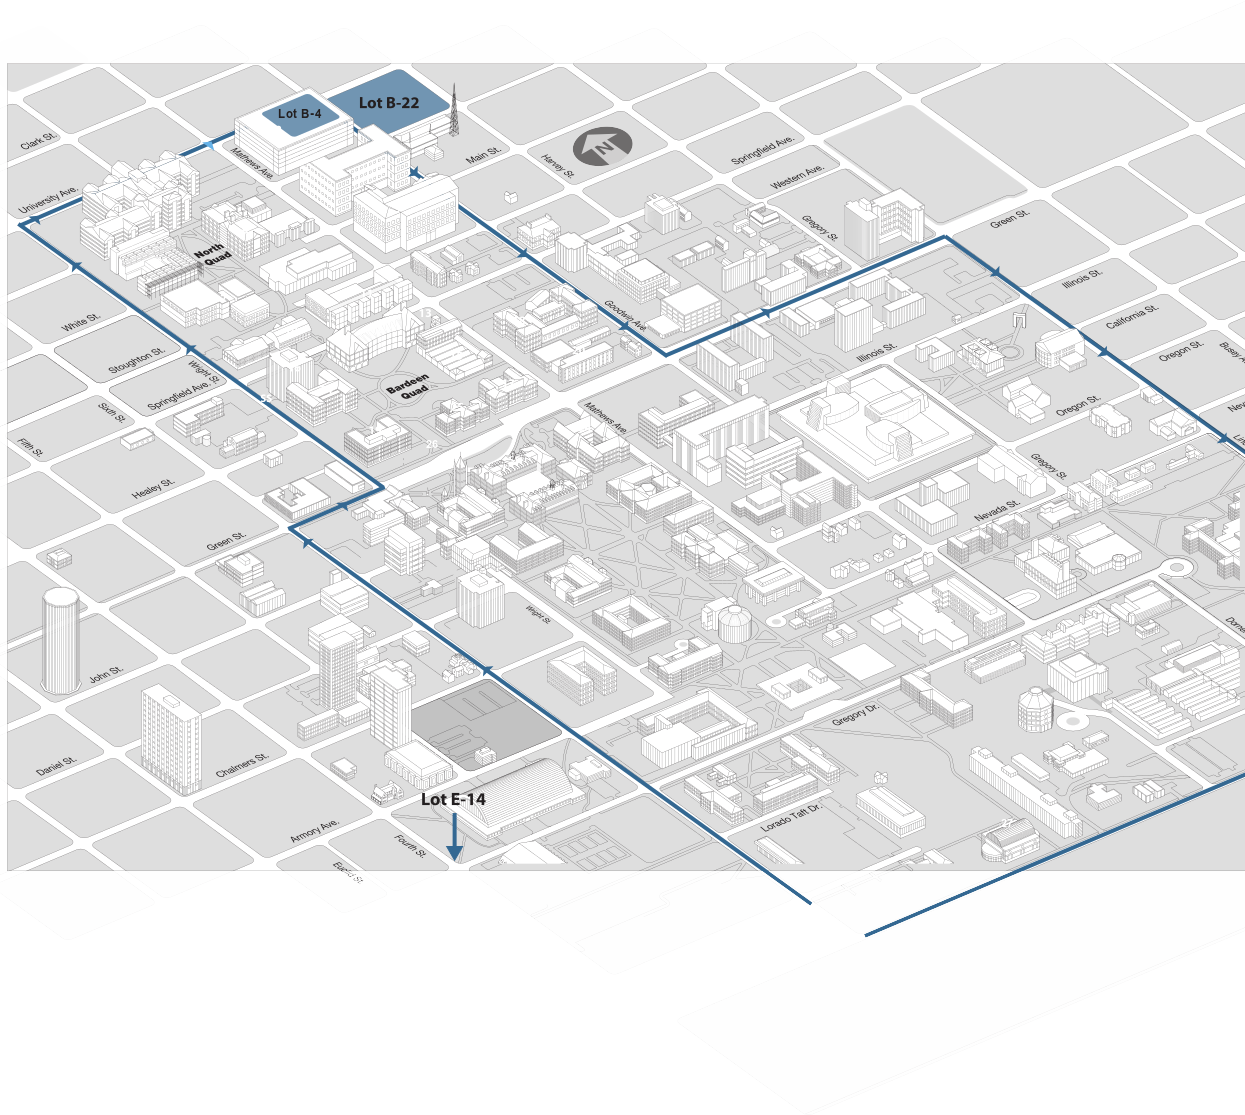 Lot B-22
Lot B-4
Clark St.
Mathews Ave.
Main St.
Harvey St.
N
Springfield Ave.
Western Ave.
University Ave.
Gregory St.
Green St.
North
Quad
Illinois St.
Goodwin Ave.
California St.
White St.
Illinois St.
Oregon St.
Stoughton St.
Wright St.
Springfield Ave.
Bardeen
Quad
Sixth St.
Mathews Ave.
Oregon St.
Fifth St.
Gregory St.
Healey St.
Nevada St.
Green St.
Wright St.
John St.
Gregory Dr.
Daniel St.
Chalmers St.
Lot E-14
Lorado Taft Dr.
Armory Ave.
Fourth St.
Euclid St.